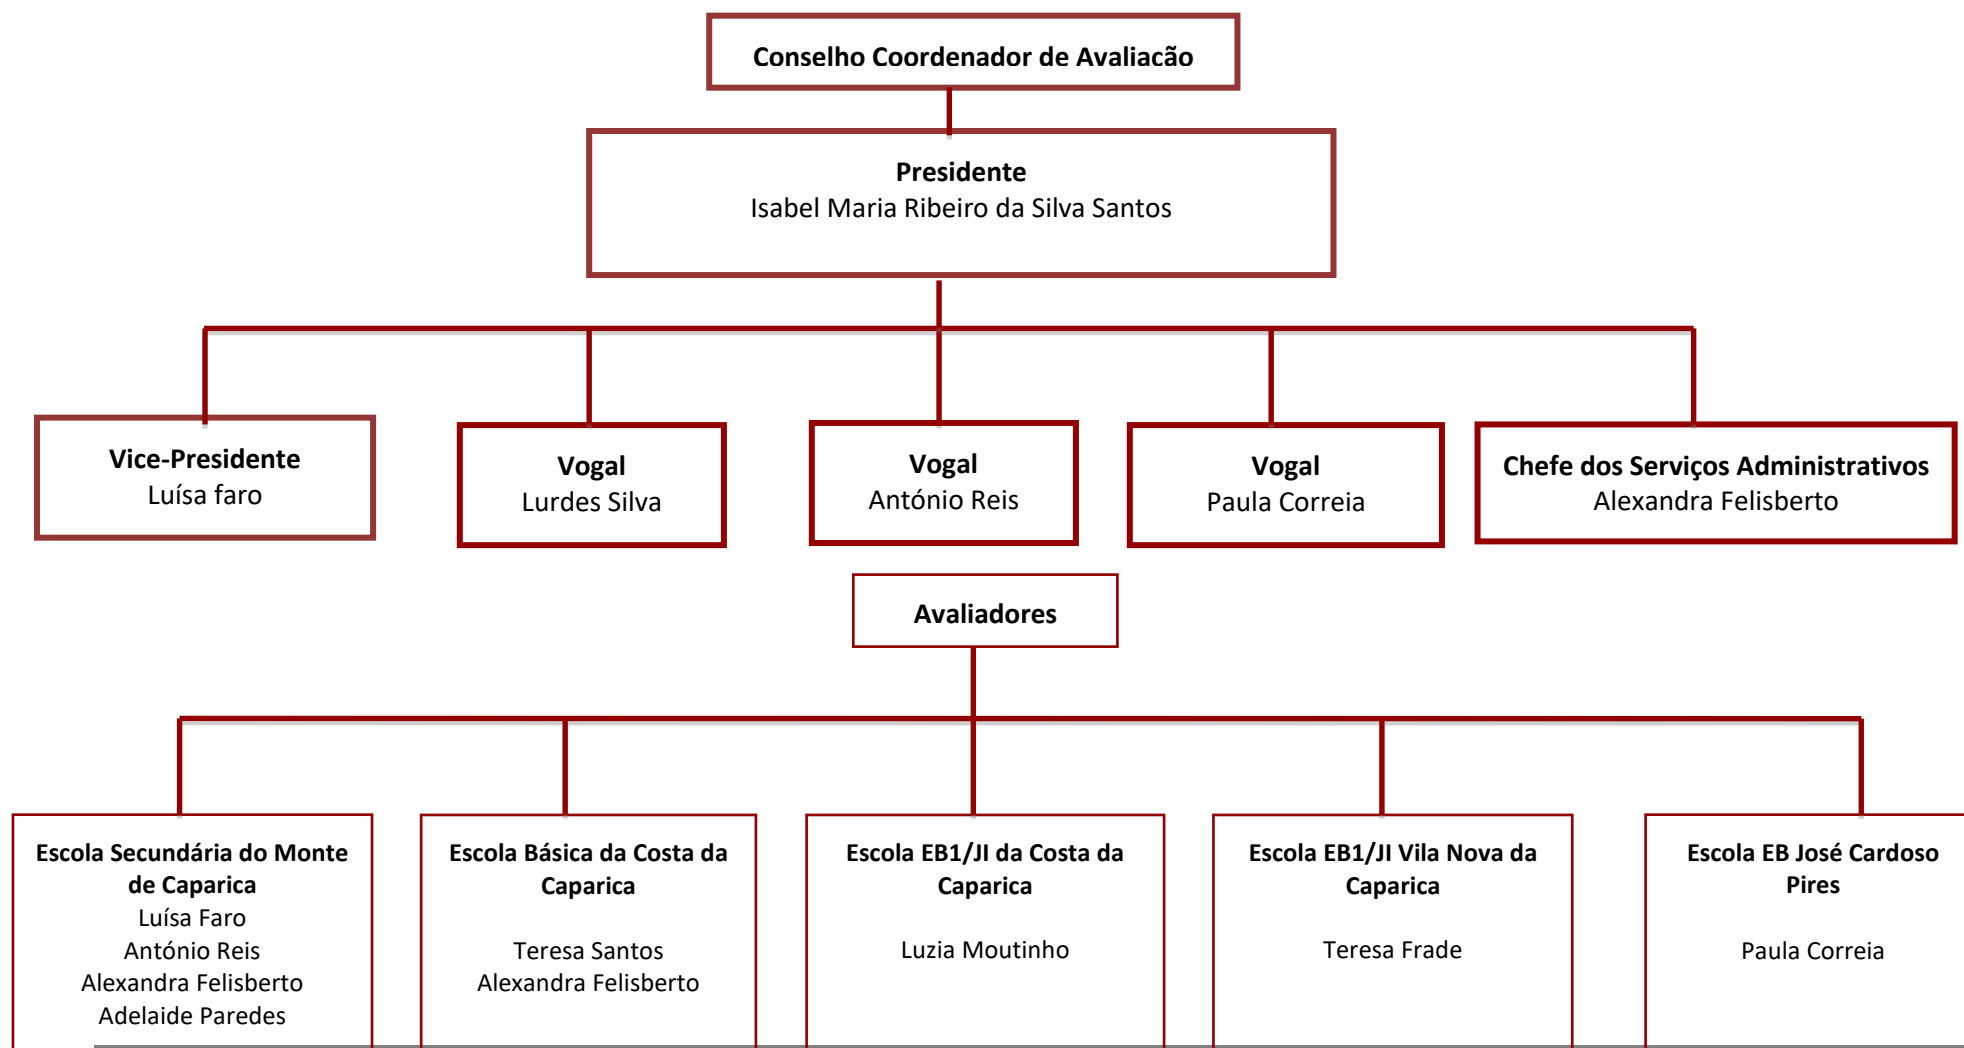 Conselho Coordenador de Avaliacão
Presidente
Isabel Maria Ribeiro da Silva Santos
Vice-Presidente
Luísa faro
Vogal
Lurdes Silva
Vogal
António Reis
Vogal
Paula Correia
Chefe dos Serviços Administrativos
Alexandra Felisberto
Avaliadores
Escola Secundária do Monte
de Caparica
Luísa Faro
António Reis
Alexandra Felisberto
Adelaide Paredes
Escola Básica da Costa da
Caparica
Teresa Santos
Alexandra Felisberto
Escola EB1/JI da Costa da
Caparica
Luzia Moutinho
Escola EB1/JI Vila Nova da
Caparica
Teresa Frade
Escola EB José Cardoso
Pires
Paula Correia